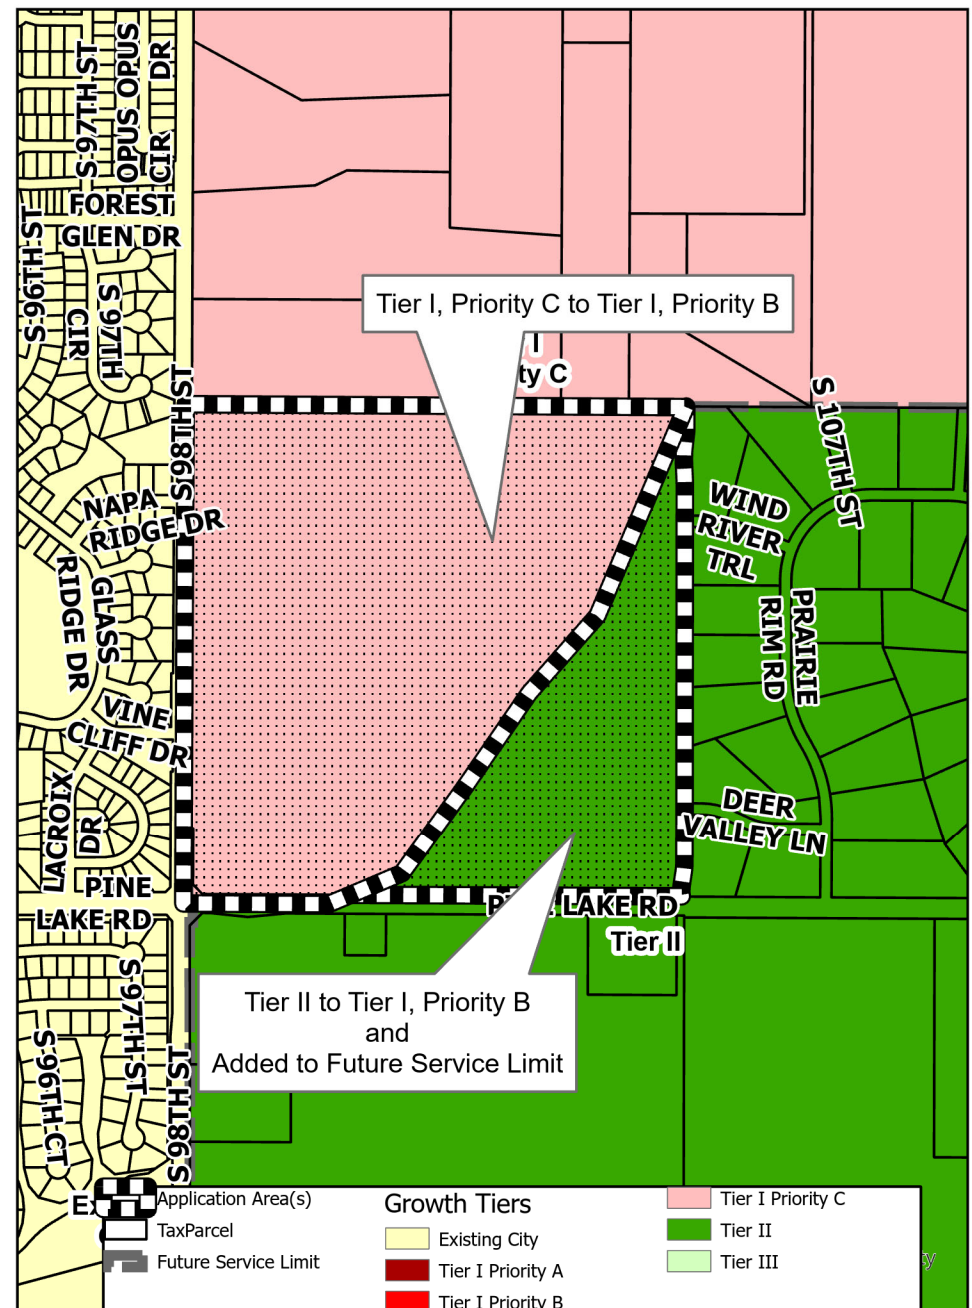 S 97TH ST
OPUS OPUS
CIR DR
FOREST
GLEN DR
S 96TH ST
S 97TH
CIR
Tier I, Priority C to Tier I, Priority B
I
ty C
S 98TH ST
S 107TH ST
NAPA
RIDGE DR
WIND
RIVER
TRL
GLASS
RIDGE DR
PRAIRIE
RIM RD
VINE
CLIFF DR
LACROIX
DR
DEER
VALLEY LN
PINE
LAKE RD
LAKE RD
Tier II
S 97TH ST
S 96TH CT
S 98TH ST
Tier II to Tier I, Priority B
and
Added to Future Service Limit
Application Area(s)
TaxParcel
Future Service Limit
Growth Tiers
Existing City
Tier I Priority A
Tier I Priority B
Tier I Priority C
Tier II
Tier III
ty